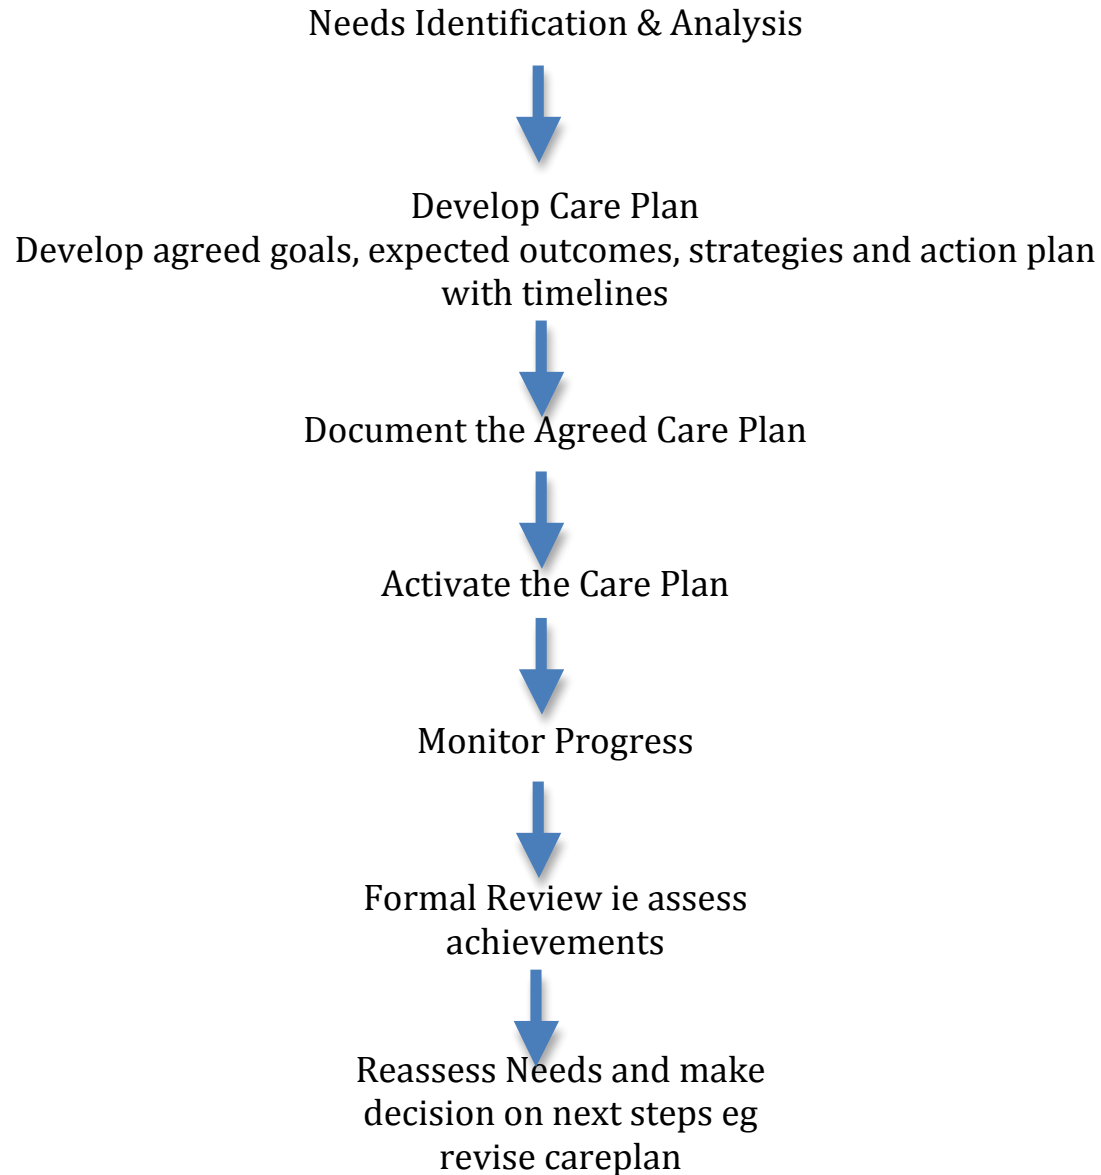 Needs Identification & Analysis
Develop Care Plan
Develop agreed goals, expected outcomes, strategies and action plan
with timelines
Document the Agreed Care Plan
Activate the Care Plan
Monitor Progress
Formal Review ie assess
achievements
Reassess Needs and make
decision on next steps eg
revise careplan